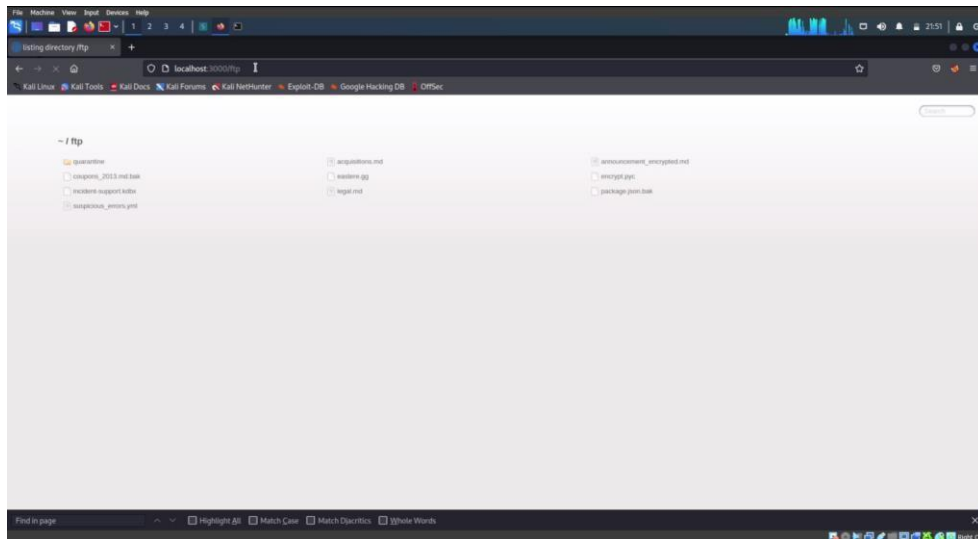 File Machine View Input Devices Help
1 2 3 4 21:51
listing directory /ftp × +
localhost:3000/ftp
Kali Linux Kali Tools Kali Docs Kali Forums Kali NetHunter Exploit-DB Google Hacking DB OffSec
Search
~ / ftp
quarantine acquisitions.md announcement_encrypted.md
coupons_2013.md.bak eastere.gg encrypt.pyc
incident-support.kdbx legal.md package.json.bak
suspicious_errors.yml
Find in page Highlight All Match Case Match Diacritics Whole Words
Right C